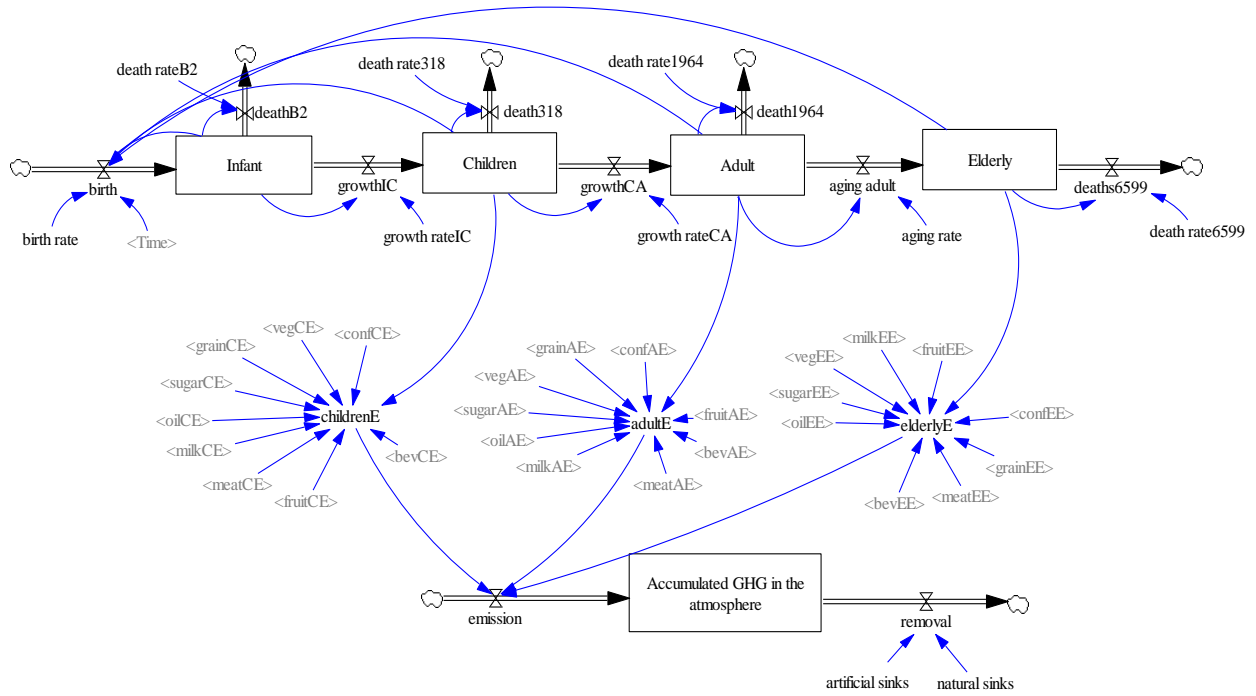 death rateB2
death rate318
death rate1964
deathB2
death318
death1964
Infant
Children
Adult
Elderly
birth
growthIC
growthCA
aging adult
deaths6599
birth rate
<Time>
growth rateIC
growth rateCA
aging rate
death rate6599
<vegCE>
<confCE>
<grainCE>
<sugarCE>
<oilCE>
childrenE
<milkCE>
<bevCE>
<meatCE>
<fruitCE>
<grainAE>
<confAE>
<vegAE>
<sugarAE>
<fruitAE>
adultE
<oilAE>
<bevAE>
<milkAE>
<meatAE>
<milkEE>
<vegEE>
<fruitEE>
<sugarEE>
<confEE>
<oilEE>
elderlyE
<grainEE>
<bevEE>
<meatEE>
Accumulated GHG in the
atmosphere
emission
removal
artificial sinks
natural sinks